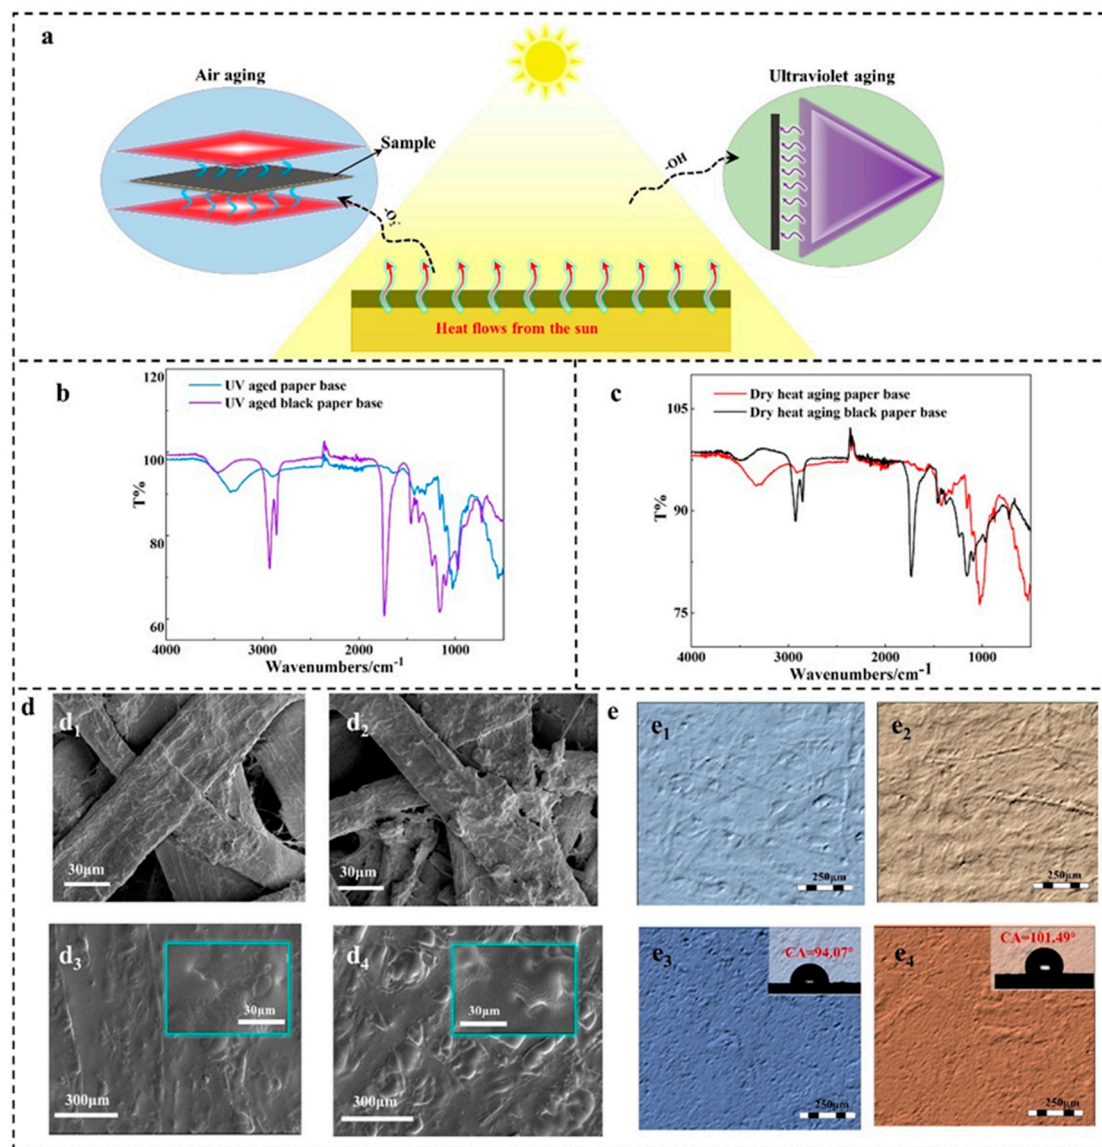 a
Air aging
Sample
Ultraviolet aging
-OH
Heat flows from the sun
b
UV aged paper base
UV aged black paper base
T%
120
100
80
60
4000 3000 2000 1000
Wavenumbers/cm-1
c
Dry heat aging paper base
Dry heat aging black paper base
T%
105
90
75
4000 3000 2000 1000
Wavenumbers/cm-1
d
d1
30μm
d2
30μm
d3
30μm
300μm
d4
30μm
300μm
e
e1
250μm
e2
250μm
e3
CA=94.07°
250μm
e4
CA=101.49°
250μm